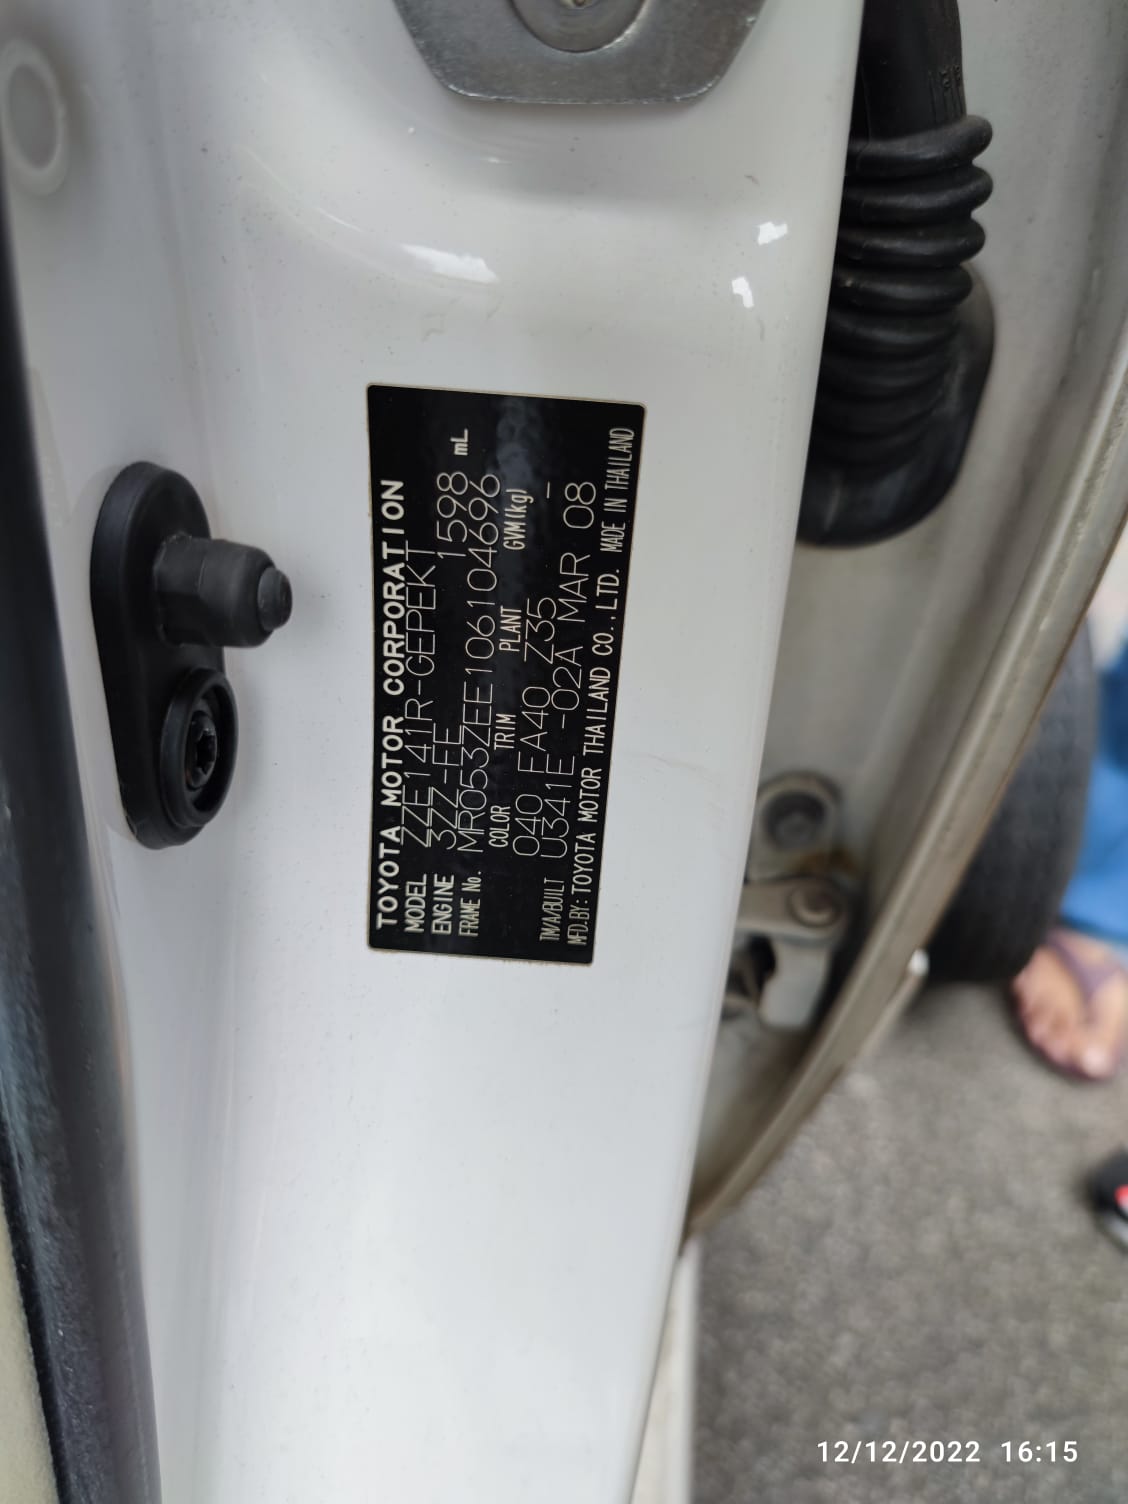 TOYOTA MOTOR CORPORATION
MODEL ZZE141R-GEPEKT
ENGINE 3ZZ-FE 1598 mL
FRAME No. MR053ZEE106104696
COLOR TRIM PLANT GVM(kg)
040 FA40 Z35 -
TM/A/BUILT U341E -02A MAR 08
MFD.BY: TOYOTA MOTOR THAILAND CO.,LTD. MADE IN THAILAND
12/12/2022 16:15